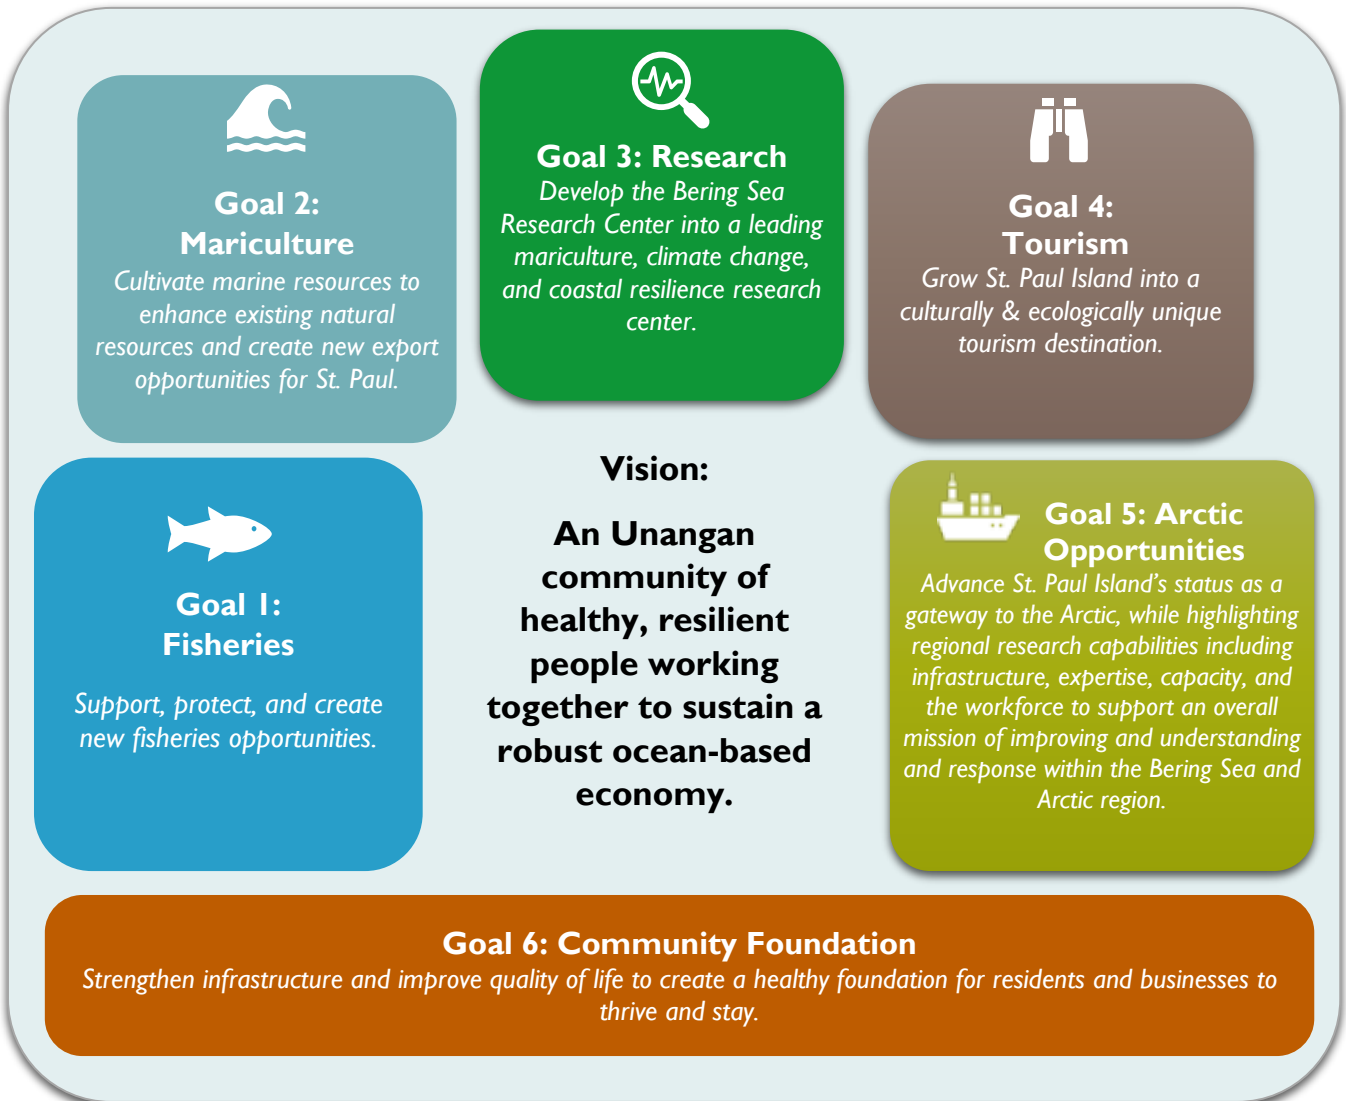 Goal 3: Research
Develop the Bering Sea
Research Center into a leading
mariculture, climate change,
and coastal resilience research
center.
Goal 2:
Mariculture
Cultivate marine resources to
enhance existing natural
resources and create new export
opportunities for St. Paul.
Goal 4:
Tourism
Grow St. Paul Island into a
culturally & ecologically unique
tourism destination.
Goal 1:
Fisheries
Support, protect, and create
new fisheries opportunities.
Vision:
An Unangan
community of
healthy, resilient
people working
together to sustain a
robust ocean-based
economy.
Goal 5: Arctic
Opportunities
Advance St. Paul Island's status as a
gateway to the Arctic, while highlighting
regional research capabilities including
infrastructure, expertise, capacity, and
the workforce to support an overall
mission of improving and understanding
and response within the Bering Sea and
Arctic region.
Goal 6: Community Foundation
Strengthen infrastructure and improve quality of life to create a healthy foundation for residents and businesses to
thrive and stay.